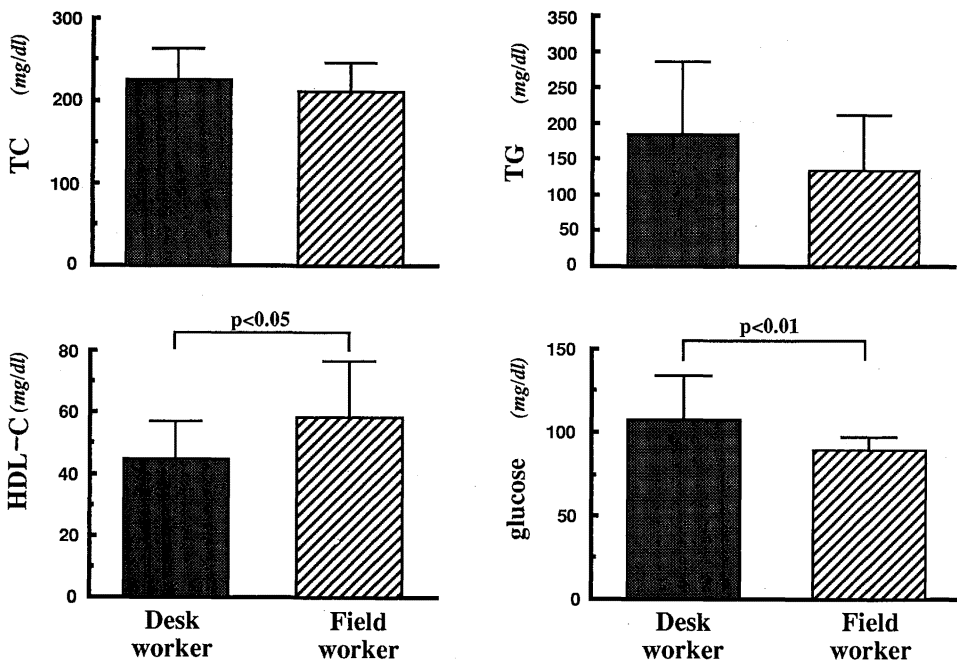 TC (mg/dl)
300
200
100
0
TG (mg/dl)
350
300
250
200
150
100
50
0
HDL-C (mg/dl)
80
60
40
20
0
p<0.05
Desk worker
Field worker
glucose (mg/dl)
150
100
50
0
p<0.01
Desk worker
Field worker